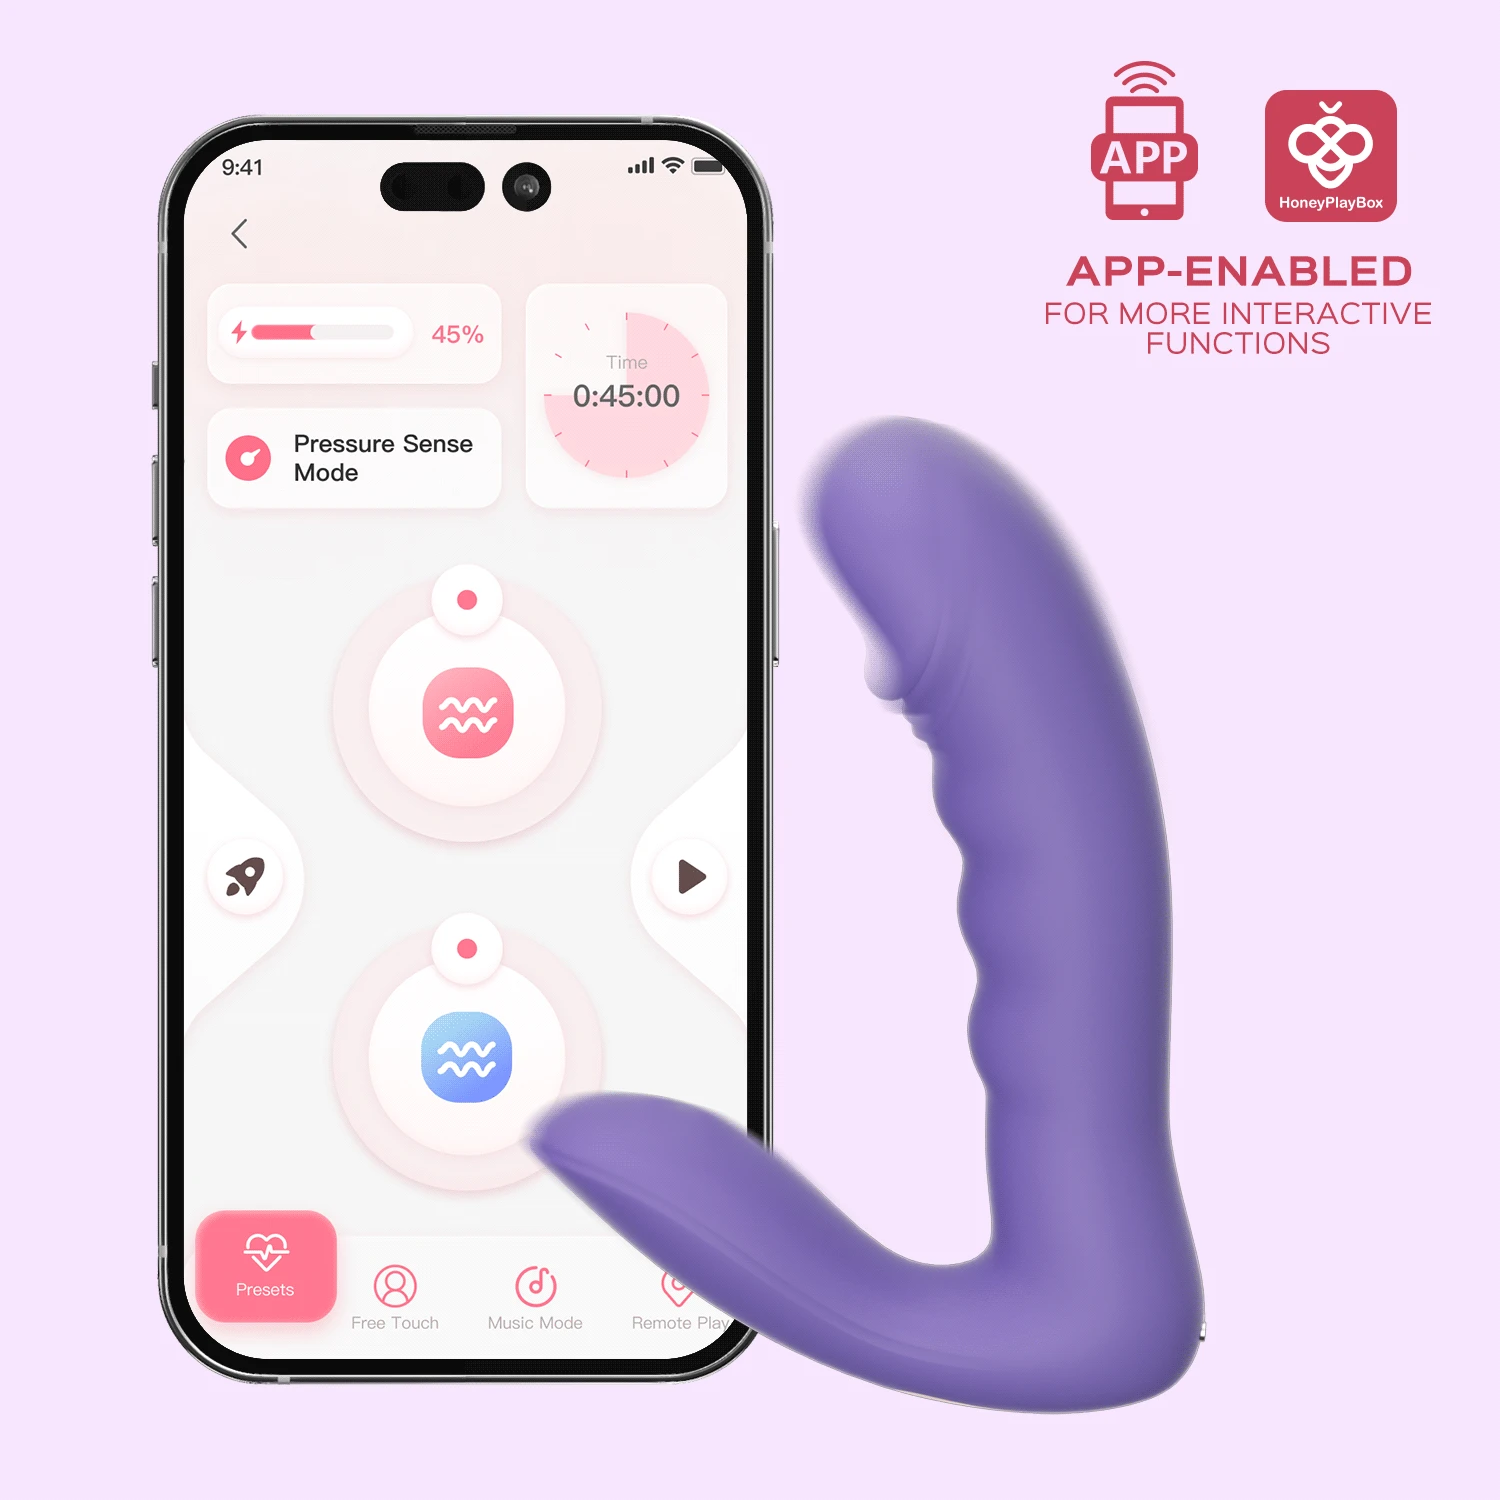 9:41
45%
Time
0:45:00
Pressure Sense
Mode
Presets
Free Touch
Music Mode
Remote Play
APP
HoneyPlayBox
APP-ENABLED
FOR MORE INTERACTIVE
FUNCTIONS